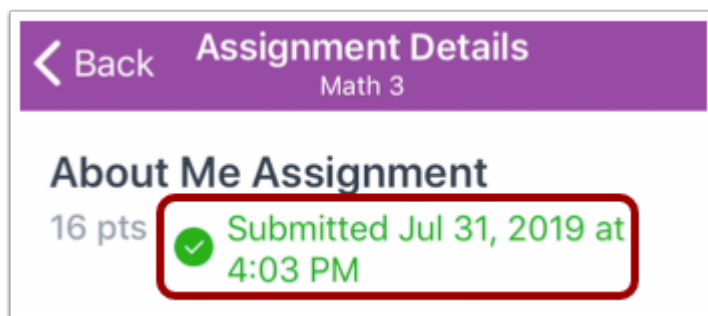 Back
Assignment Details
Math 3
About Me Assignment
16 pts
Submitted Jul 31, 2019 at
4:03 PM